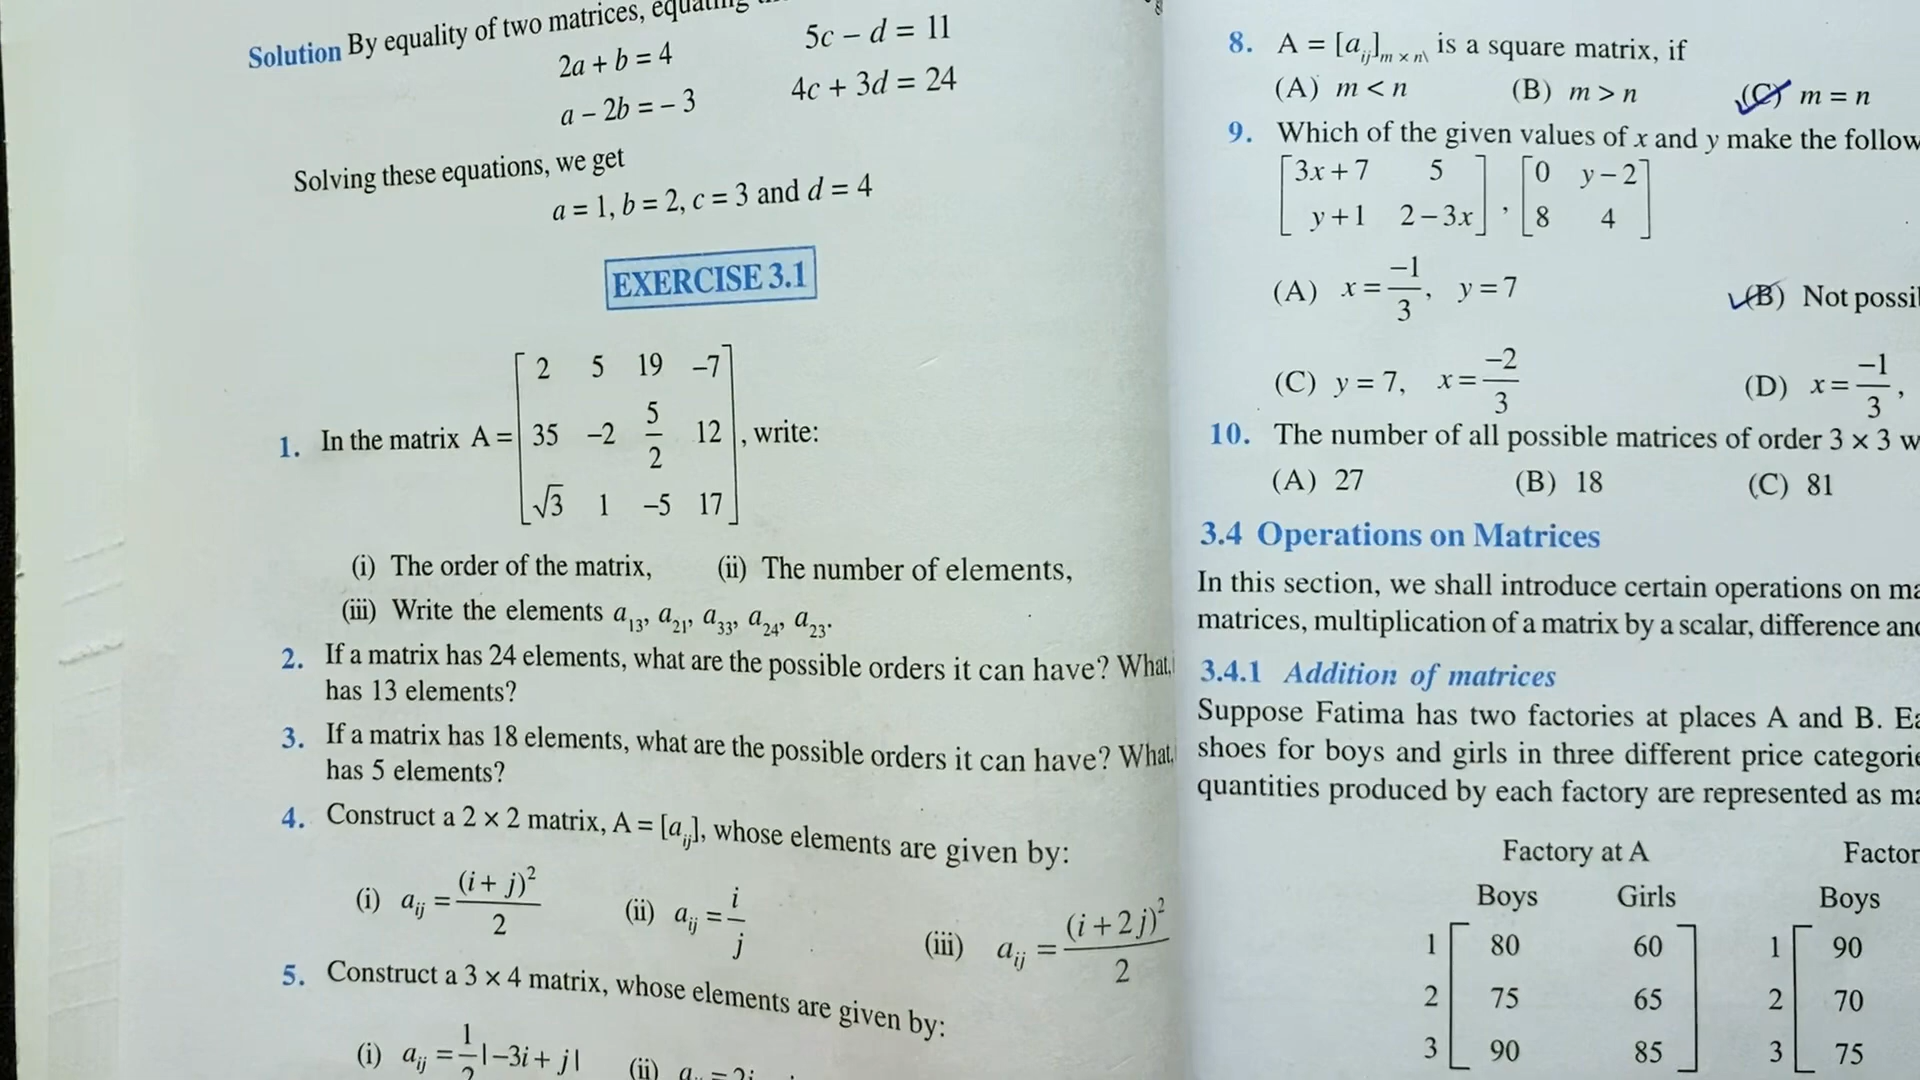 Solution By equality of two matrices, equating
2a + b = 4    5c – d = 11
a – 2b = – 3    4c + 3d = 24
Solving these equations, we get
a = 1, b = 2, c = 3 and d = 4
EXERCISE 3.1
1. In the matrix A = [2 5 19 –7
35 –2 5/2 12
√3 1 –5 17], write:
(i) The order of the matrix,    (ii) The number of elements,
(iii) Write the elements a₁₃, a₂₁, a₃₃, a₂₄, a₂₃.
2. If a matrix has 24 elements, what are the possible orders it can have? What,
has 13 elements?
3. If a matrix has 18 elements, what are the possible orders it can have? What,
has 5 elements?
4. Construct a 2 × 2 matrix, A = [aᵢⱼ], whose elements are given by:
(i) aᵢⱼ = (i + j)²/2    (ii) aᵢⱼ = i/j    (iii) aᵢⱼ = (i + 2j)²/2
5. Construct a 3 × 4 matrix, whose elements are given by:
(i) aᵢⱼ = 1/2 |–3i + j|    (ii)
8. A = [aᵢⱼ]ₘ × ₙ\ is a square matrix, if
(A) m < n    (B) m > n    (C) m = n
9. Which of the given values of x and y make the
[3x + 7 5
y + 1 2 – 3x], [0 y – 2
8 4]
(A) x = –1/3, y = 7    (B) Not
(C) y = 7, x = –2/3    (D) x = –1/3,
10. The number of all possible matrices of order 3 × 3
(A) 27    (B) 18    (C) 81
3.4 Operations on Matrices
In this section, we shall introduce certain operations on
matrices, multiplication of a matrix by a scalar, difference
3.4.1 Addition of matrices
Suppose Fatima has two factories at places A and B.
shoes for boys and girls in three different price
quantities produced by each factory are represented as
Factory at A
Boys    Girls    Boys
1 [80 60]    1 [90
2 [75 65]    2 [70
3 [90 85]    3 [75